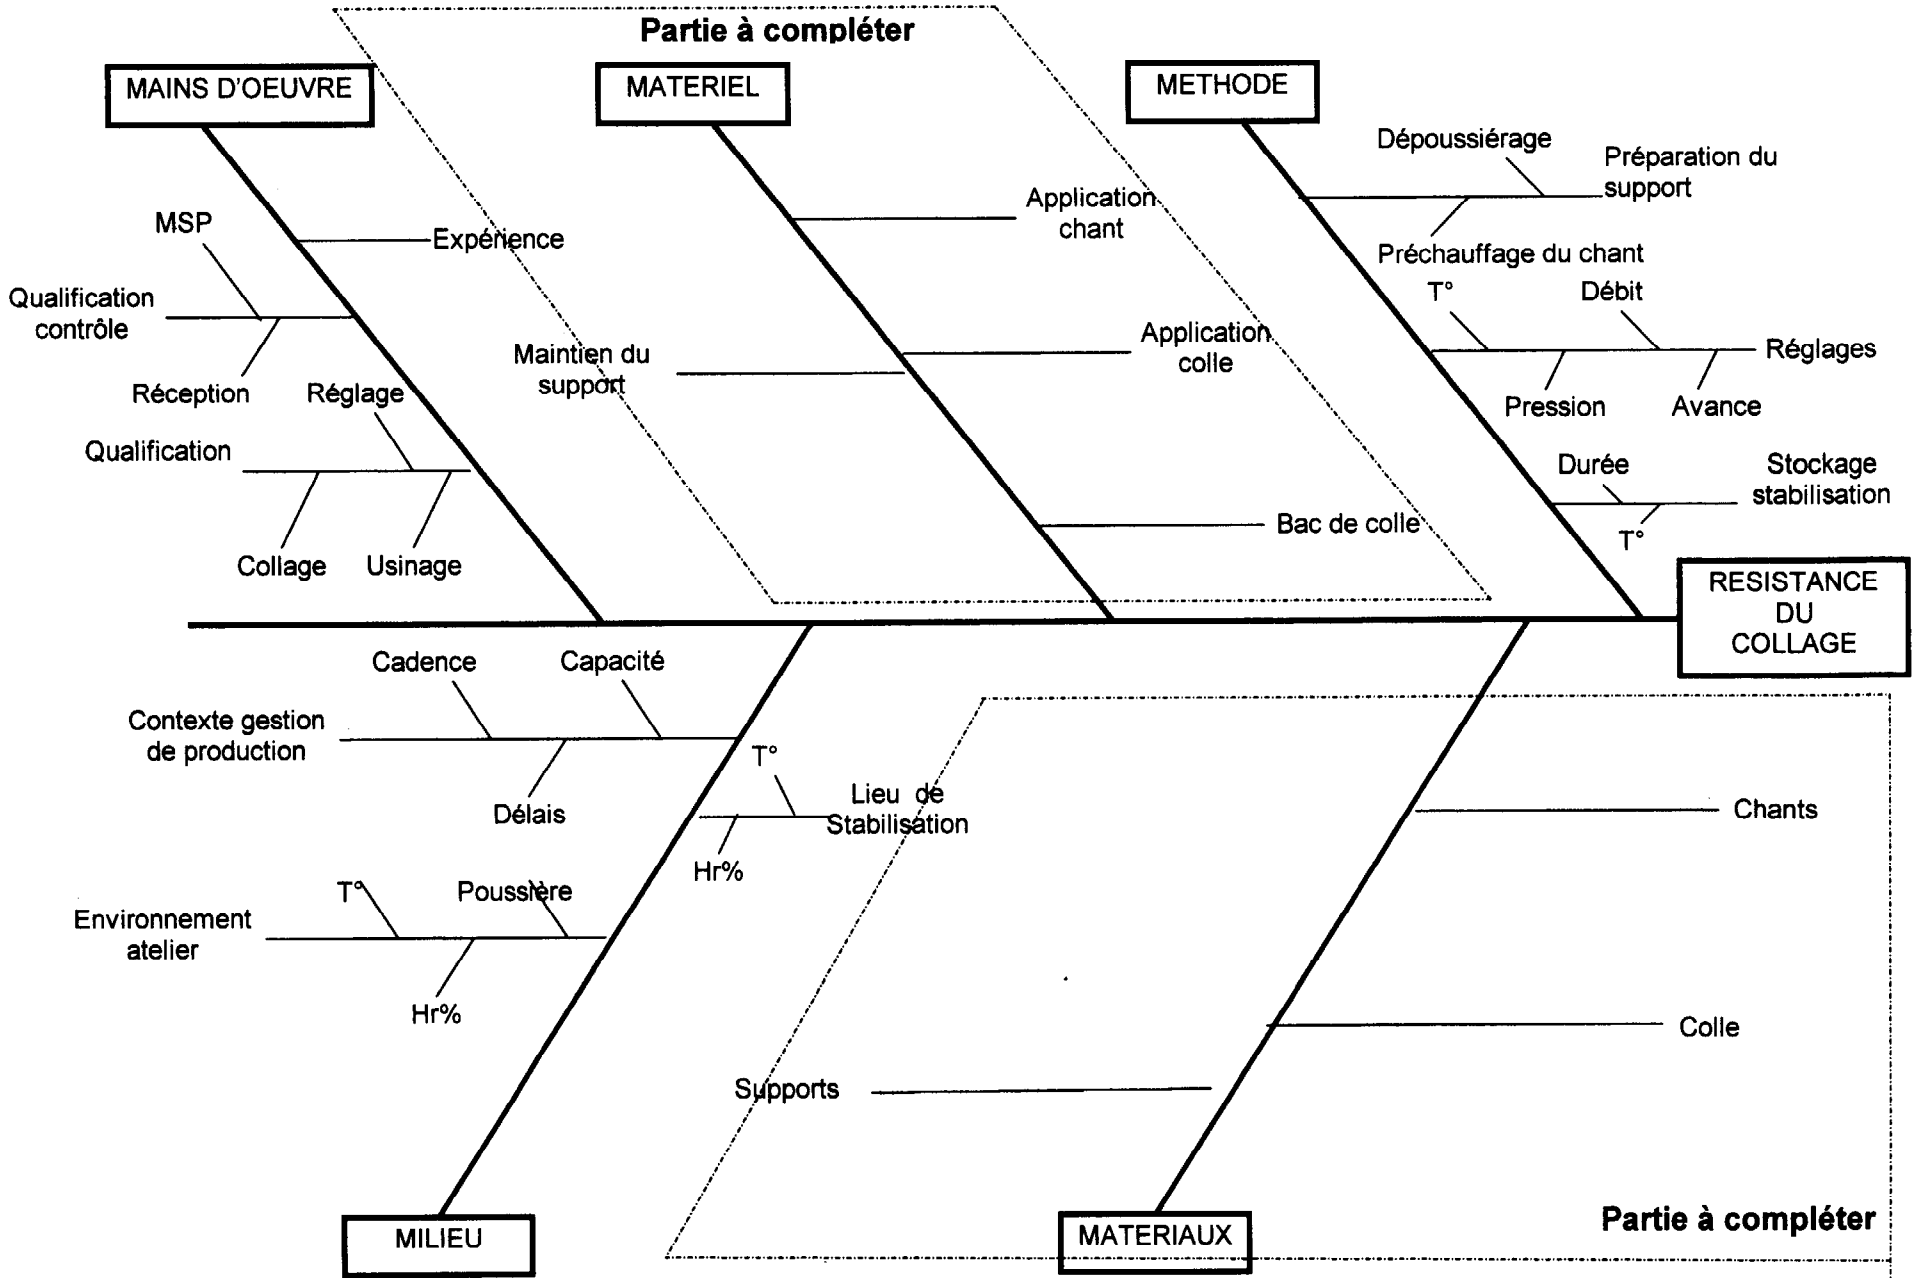 Partie à compléter
MAINS D'OEUVRE
MATERIEL
METHODE
Dépoussiérage
Préparation du
support
Application
chant
MSP
Expérience
Préchauffage du chant
Qualification
contrôle
T°
Débit
Application
colle
Maintien du
support
Réglages
Réception
Réglage
Pression
Avance
Qualification
Durée
Stockage
stabilisation
Bac de colle
T°
Collage
Usinage
RESISTANCE
DU
COLLAGE
Cadence
Capacité
Contexte gestion
de production
T°
Délais
Lieu de
Stabilisation
Chants
Hr%
T°
Poussière
Environnement
atelier
Hr%
Colle
Supports
Partie à compléter
MILIEU
MATERIAUX